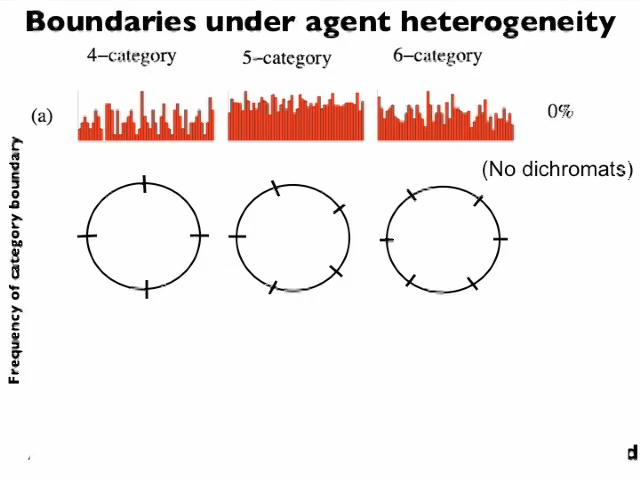 Boundaries under agent heterogeneity
4-category 5-category 6-category
(a) 0%
(No dichromats)
Frequency of category boundary
d